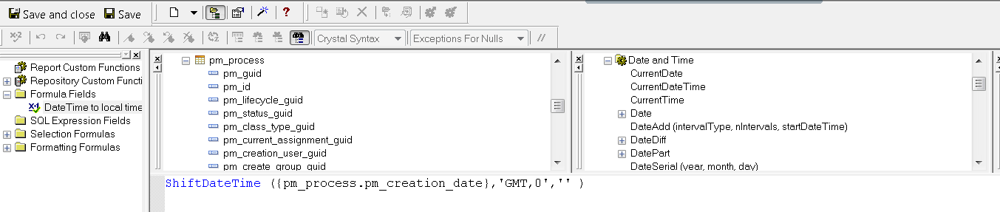 Save and close Save
Crystal Syntax Exceptions For Nulls //
Report Custom Functions
Repository Custom Functi
Formula Fields
DateTime to local time
SQL Expression Fields
Selection Formulas
Formatting Formulas
pm_process
pm_guid
pm_id
pm_lifecycle_guid
pm_status_guid
pm_class_type_guid
pm_current_assignment_guid
pm_creation_user_guid
pm_create_group_guid
Date and Time
CurrentDate
CurrentDateTime
CurrentTime
Date
DateAdd (intervalType, nIntervals, startDateTime)
DateDiff
DatePart
DateSerial (year, month, day)
ShiftDateTime ({pm_process.pm_creation_date},'GMT,0','' )